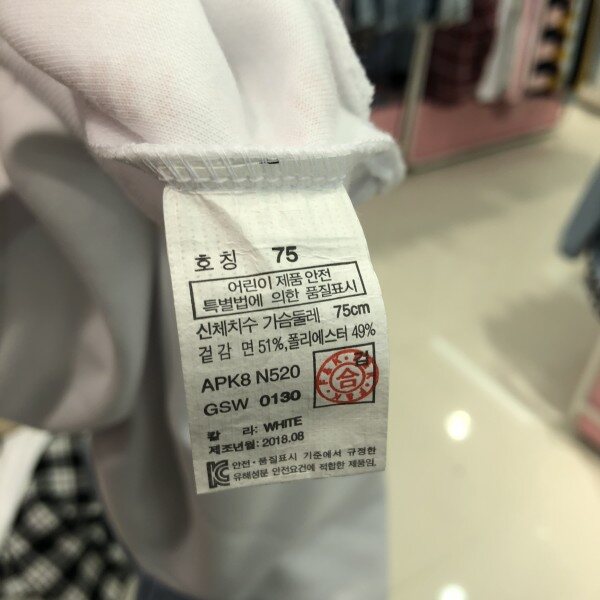 호칭 75
어린이 제품 안전
특별법에 의한 품질표시
신체치수 가슴둘레 75cm
겉감 면 51%, 폴리에스터 49%
APK8 N520
GSW 0130
검
合
칼 라: WHITE
제조년월: 2018.08
안전·품질표시 기준에서 규정한
유해성분 안전요건에 적합한 제품임.